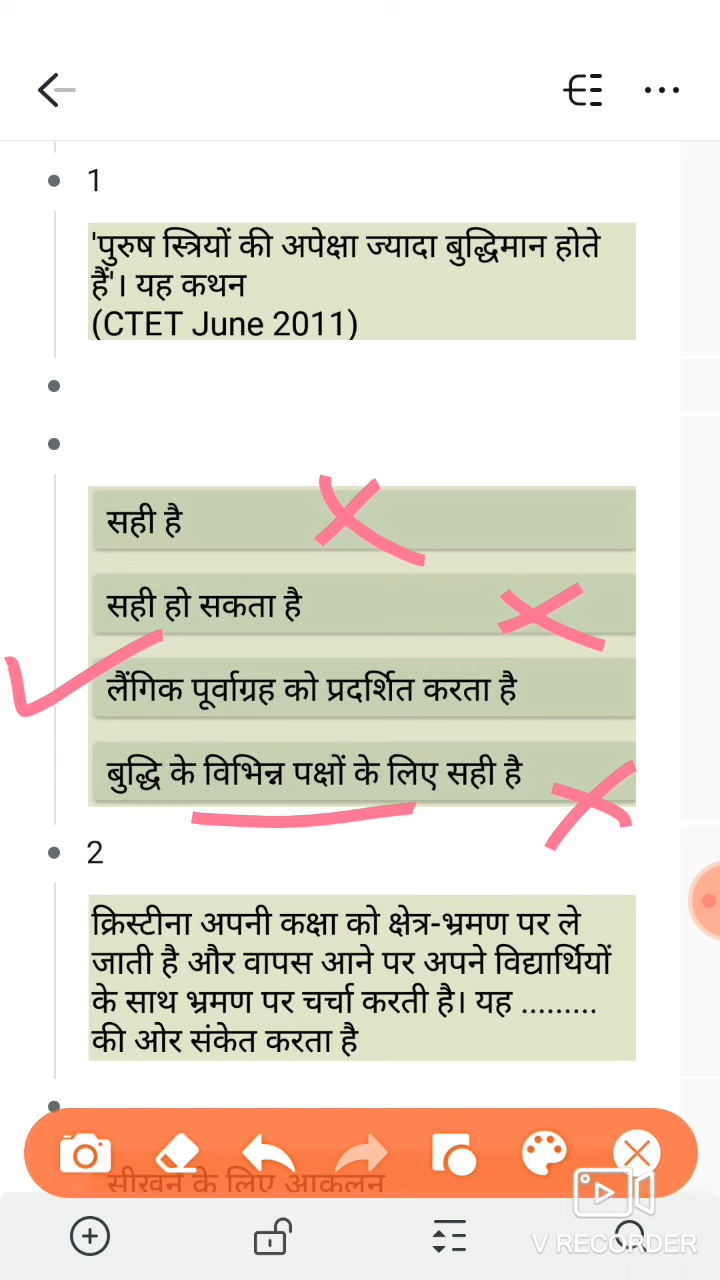 1
'पुरुष स्त्रियों की अपेक्षा ज्यादा बुद्धिमान होते
हैं'। यह कथन
(CTET June 2011)
सही है
सही हो सकता है
लैंगिक पूर्वाग्रह को प्रदर्शित करता है
बुद्धि के विभिन्न पक्षों के लिए सही है
2
क्रिस्टीना अपनी कक्षा को क्षेत्र-भ्रमण पर ले
जाती है और वापस आने पर अपने विद्यार्थियों
के साथ भ्रमण पर चर्चा करती है। यह .........
की ओर संकेत करता है
सीखने के लिए आकलन
V RECORDER